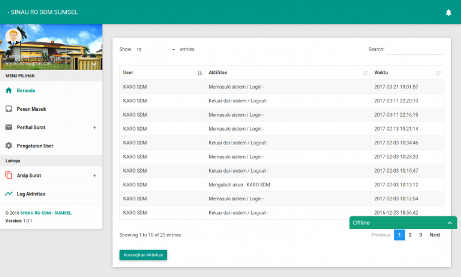 - SINAU RO SDM SUMSEL
MENU PILIHAN
Beranda
Pesan Masuk
Perihal Surat +
Pengaturan User
Lainnya
Arsip Surat +
Log Aktivitas
© 2016 SINAU RO SDM - SUMSEL
Version: 1.2.1
Show 10 entries
Search:
User Aktifitas Waktu
KARO SDM Memasuki sistem / Login - 2017-03-21 19:01:57
KARO SDM Keluar dari sistem / Logout - 2017-03-11 22:20:10
KARO SDM Memasuki sistem / Login - 2017-03-11 22:16:19
KARO SDM Memasuki sistem / Login - 2017-02-13 19:21:14
KARO SDM Keluar dari sistem / Logout - 2017-02-03 10:34:46
KARO SDM Memasuki sistem / Login - 2017-02-03 10:26:33
KARO SDM Keluar dari sistem / Logout - 2017-02-03 10:15:47
KARO SDM Mengubah akun - KARO SDM 2017-02-03 10:13:12
KARO SDM Memasuki sistem / Login - 2017-02-03 10:12:54
KARO SDM Keluar dari sistem / Logout - 2016-12-23 18:56:42
Offline
Showing 1 to 10 of 25 entries
Previous 1 2 3 Next
Kosongkan Aktivitas